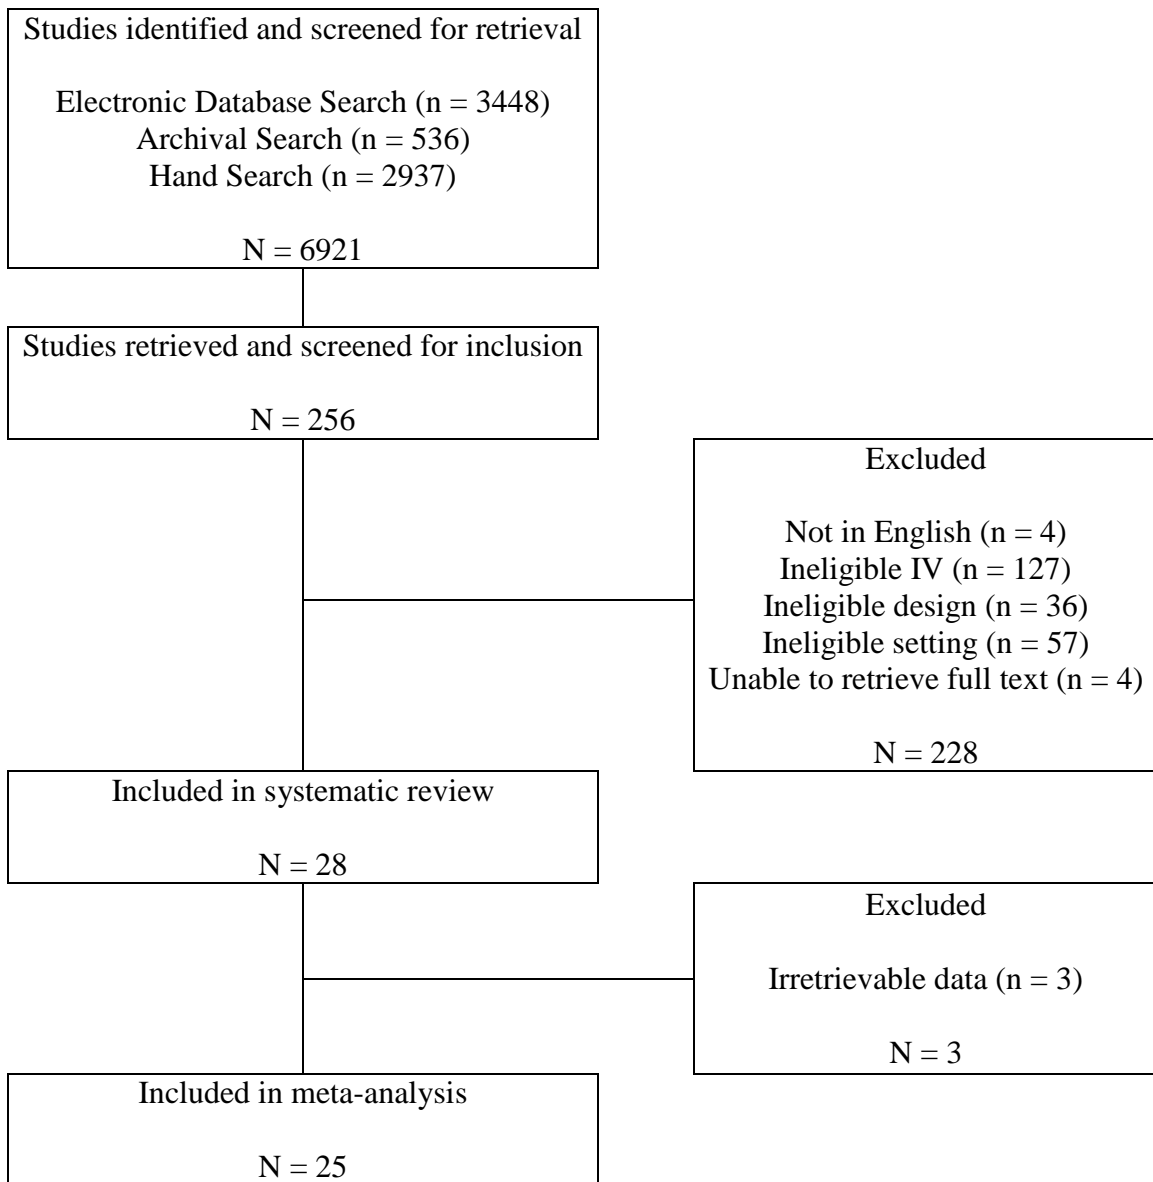 Studies identified and screened for retrieval
Electronic Database Search (n = 3448)
Archival Search (n = 536)
Hand Search (n = 2937)
N = 6921
Studies retrieved and screened for inclusion
N = 256
Excluded
Not in English (n = 4)
Ineligible IV (n = 127)
Ineligible design (n = 36)
Ineligible setting (n = 57)
Unable to retrieve full text (n = 4)
N = 228
Included in systematic review
N = 28
Excluded
Irretrievable data (n = 3)
N = 3
Included in meta-analysis
N = 25